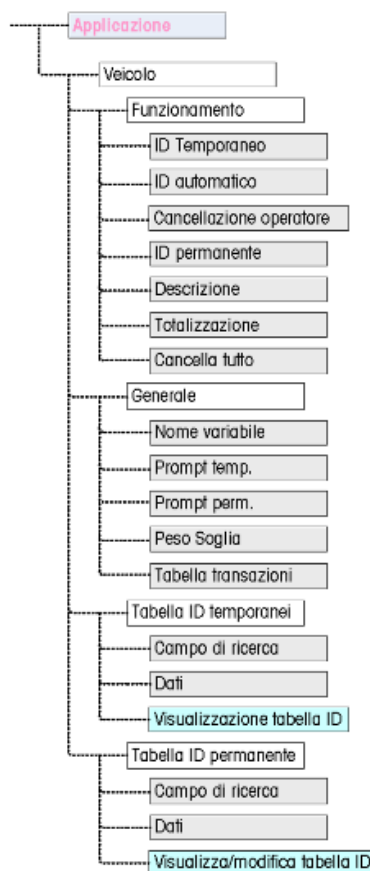 Applicazione
Veicolo
Funzionamento
ID Temporaneo
ID automatico
Cancellazione operatore
ID permanente
Descrizione
Totalizzazione
Cancella tutto
Generale
Nome variabile
Prompt temp.
Prompt perm.
Peso Soglia
Tabella transazioni
Tabella ID temporanei
Campo di ricerca
Dati
Visualizzazione tabella ID
Tabella ID permanente
Campo di ricerca
Dati
Visualizza/modifica tabella ID